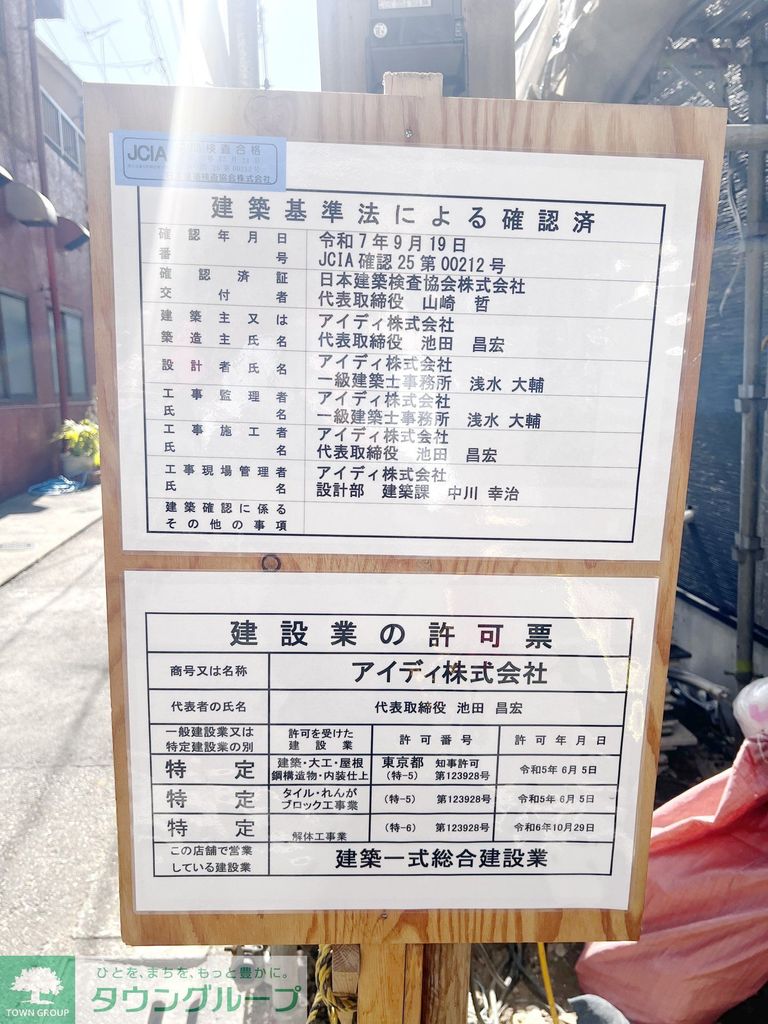 JCIA
検査合格
第00212号
検査協会株式会社
建築基準法による確認済
確認年月日 令和7年9月19日
番号 JCIA 確認 25 第 00212 号
確認済証 日本建築検査協会株式会社
交付者 代表取締役 山崎 哲
建築主又は アイディ株式会社
築造主氏名 代表取締役 池田 昌宏
設計者氏名 アイディ株式会社
一級建築士事務所 浅水 大輔
工事監理者 アイディ株式会社
氏名 一級建築士事務所 浅水 大輔
工事施工者 アイディ株式会社
氏名 代表取締役 池田 昌宏
工事現場管理者 アイディ株式会社
氏名 設計部 建築課 中川 幸治
建築確認に係る
その他の事項
建設業の許可票
商号又は名称 アイディ株式会社
代表者の氏名 代表取締役 池田 昌宏
一般建設業又は 許可を受けた 許可番号 許可年月日
特定建設業の別 建設業
特定 建築・大工・屋根 東京都 知事許可 令和5年 6月 5日
鋼構造物・内装仕上 (特-5) 第123928号
特定 タイル・れんが (特-5) 第123928号 令和5年 6月 5日
ブロック工事業
特定 解体工事業 (特-6) 第123928号 令和6年10月29日
この店舗で営業 建築一式総合建設業
している建設業
ひとを、まちを、もっと豊かに。
タウングループ
TOWN GROUP